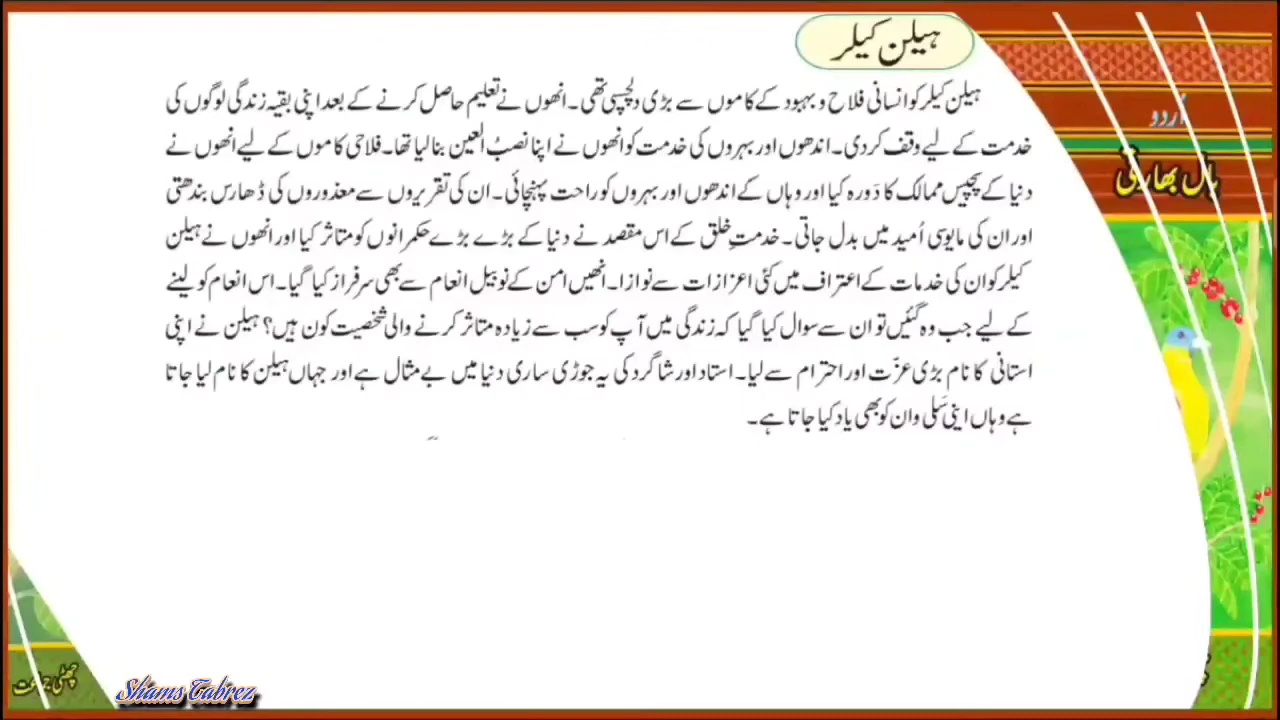 ہیلن کیلر
ہیلن کیلر کو انسانی فلاح و بہبود کے کاموں سے بڑی دلچسپی تھی۔ انھوں نے تعلیم حاصل کرنے کے بعد اپنی بقیہ زندگی لوگوں کی
خدمت کے لیے وقف کردی۔ اندھوں اور بہروں کی خدمت کو انھوں نے اپنا نصبُ العین بنا لیا تھا۔ فلاحی کاموں کے لیے انھوں نے
دنیا کے پچیس ممالک کا دَورہ کیا اور وہاں کے اندھوں اور بہروں کو راحت پہنچائی۔ ان کی تقریروں سے معذوروں کی ڈھارس بندھتی
اور ان کی مایوسی اُمید میں بدل جاتی۔ خدمتِ خلق کے اس مقصد نے دنیا کے بڑے بڑے حکمرانوں کو متاثر کیا اور انھوں نے ہیلن
کیلر کو ان کی خدمات کے اعتراف میں کئی اعزازات سے نوازا۔ انھیں امن کے نوبیل انعام سے بھی سرفراز کیا گیا۔ اس انعام کو لینے
کے لیے جب وہ گئیں تو ان سے سوال کیا گیا کہ زندگی میں آپ کو سب سے زیادہ متاثر کرنے والی شخصیت کون ہیں؟ ہیلن نے اپنی
استانی کا نام بڑی عزّت اور احترام سے لیا۔ استاد اور شاگرد کی یہ جوڑی ساری دنیا میں بے مثال ہے اور جہاں ہیلن کا نام لیا جاتا
ہے وہاں اینی سَلی وان کو بھی یاد کیا جاتا ہے۔
اُردو
بال بھارتی
چھٹی جماعت
Shams Tabrez